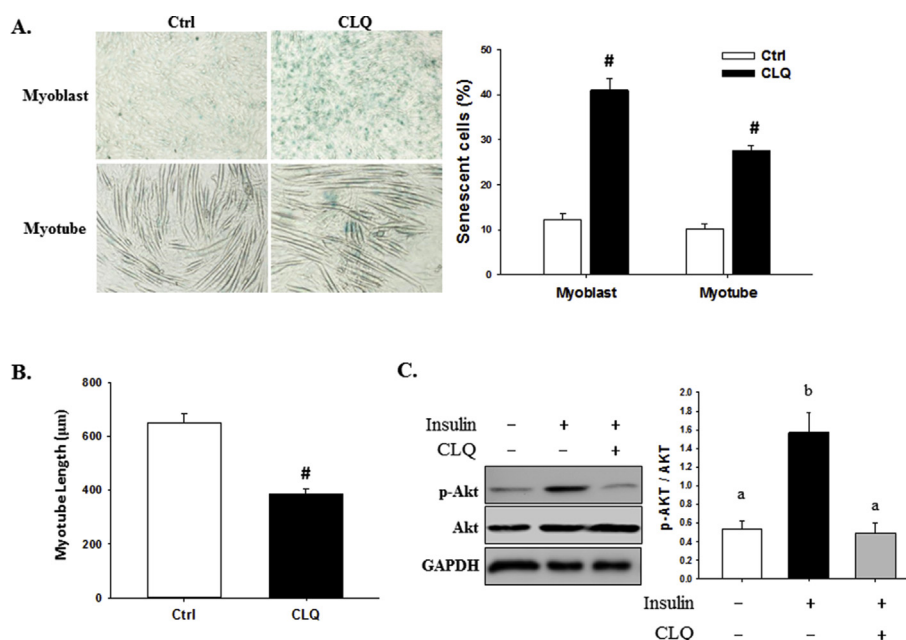 A.
Ctrl CLQ
Myoblast
Myotube
Senescent cells (%)
50
40
30
20
10
0
Ctrl
CLQ
#
#
Myoblast Myotube
B.
Myotube Length (µm)
800
600
400
200
0
#
Ctrl CLQ
C.
Insulin – + +
CLQ – – +
p-Akt
Akt
GAPDH
p-AKT / AKT
2.0
1.8
1.6
1.4
1.2
1.0
0.8
0.6
0.4
0.2
0.0
a b a
Insulin – + +
CLQ – – +